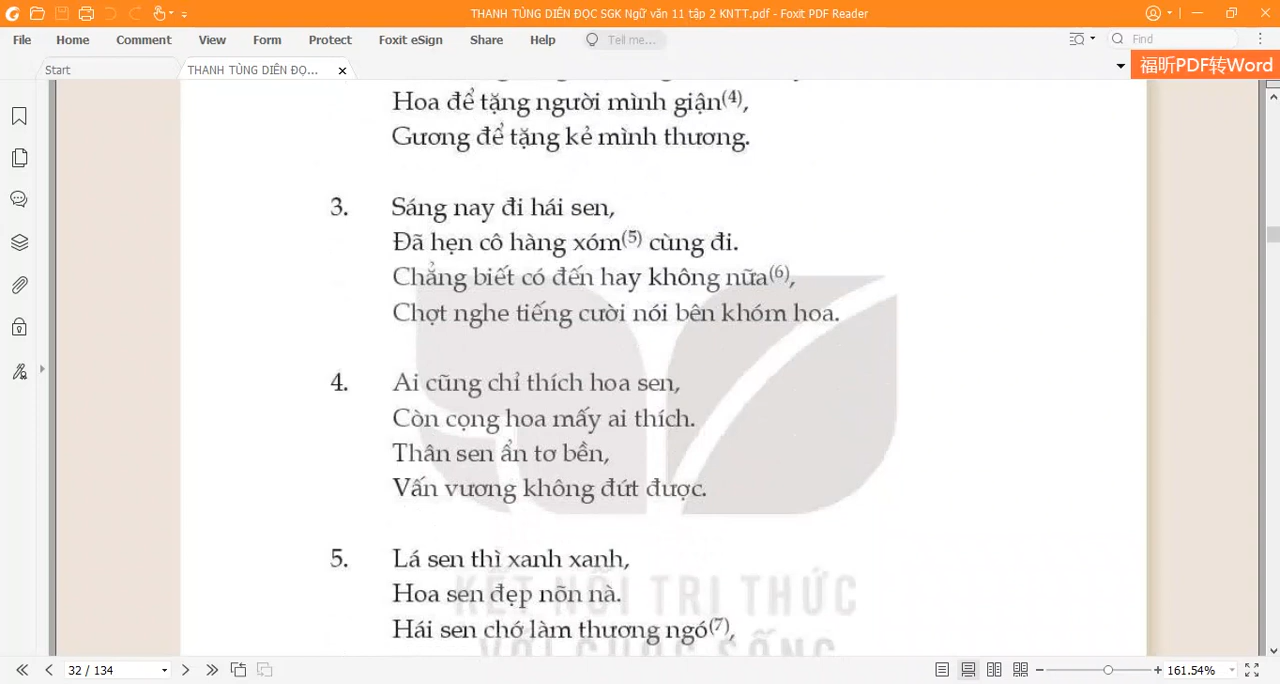 THANH TÙNG DIỄN ĐỌC SGK Ngữ văn 11 tập 2 KNTT.pdf - Foxit PDF Reader
File Home Comment View Form Protect Foxit eSign Share Help Tell me... Find
Start THANH TÙNG DIỄN ĐỌ... 福昕PDF转Word
Hoa để tặng người mình giận(4),
Gương để tặng kẻ mình thương.
3. Sáng nay đi hái sen,
Đã hẹn cô hàng xóm(5) cùng đi.
Chẳng biết có đến hay không nữa(6),
Chợt nghe tiếng cười nói bên khóm hoa.
4. Ai cũng chỉ thích hoa sen,
Còn cọng hoa mấy ai thích.
Thân sen ẩn tơ bền,
Vấn vương không đứt được.
5. Lá sen thì xanh xanh,
KẾT NỐI TRI THỨC
Hoa sen đẹp nõn nà.
Hái sen chớ làm thương ngó(7),
VỚI CUỘC SỐNG
32 / 134 161.54%